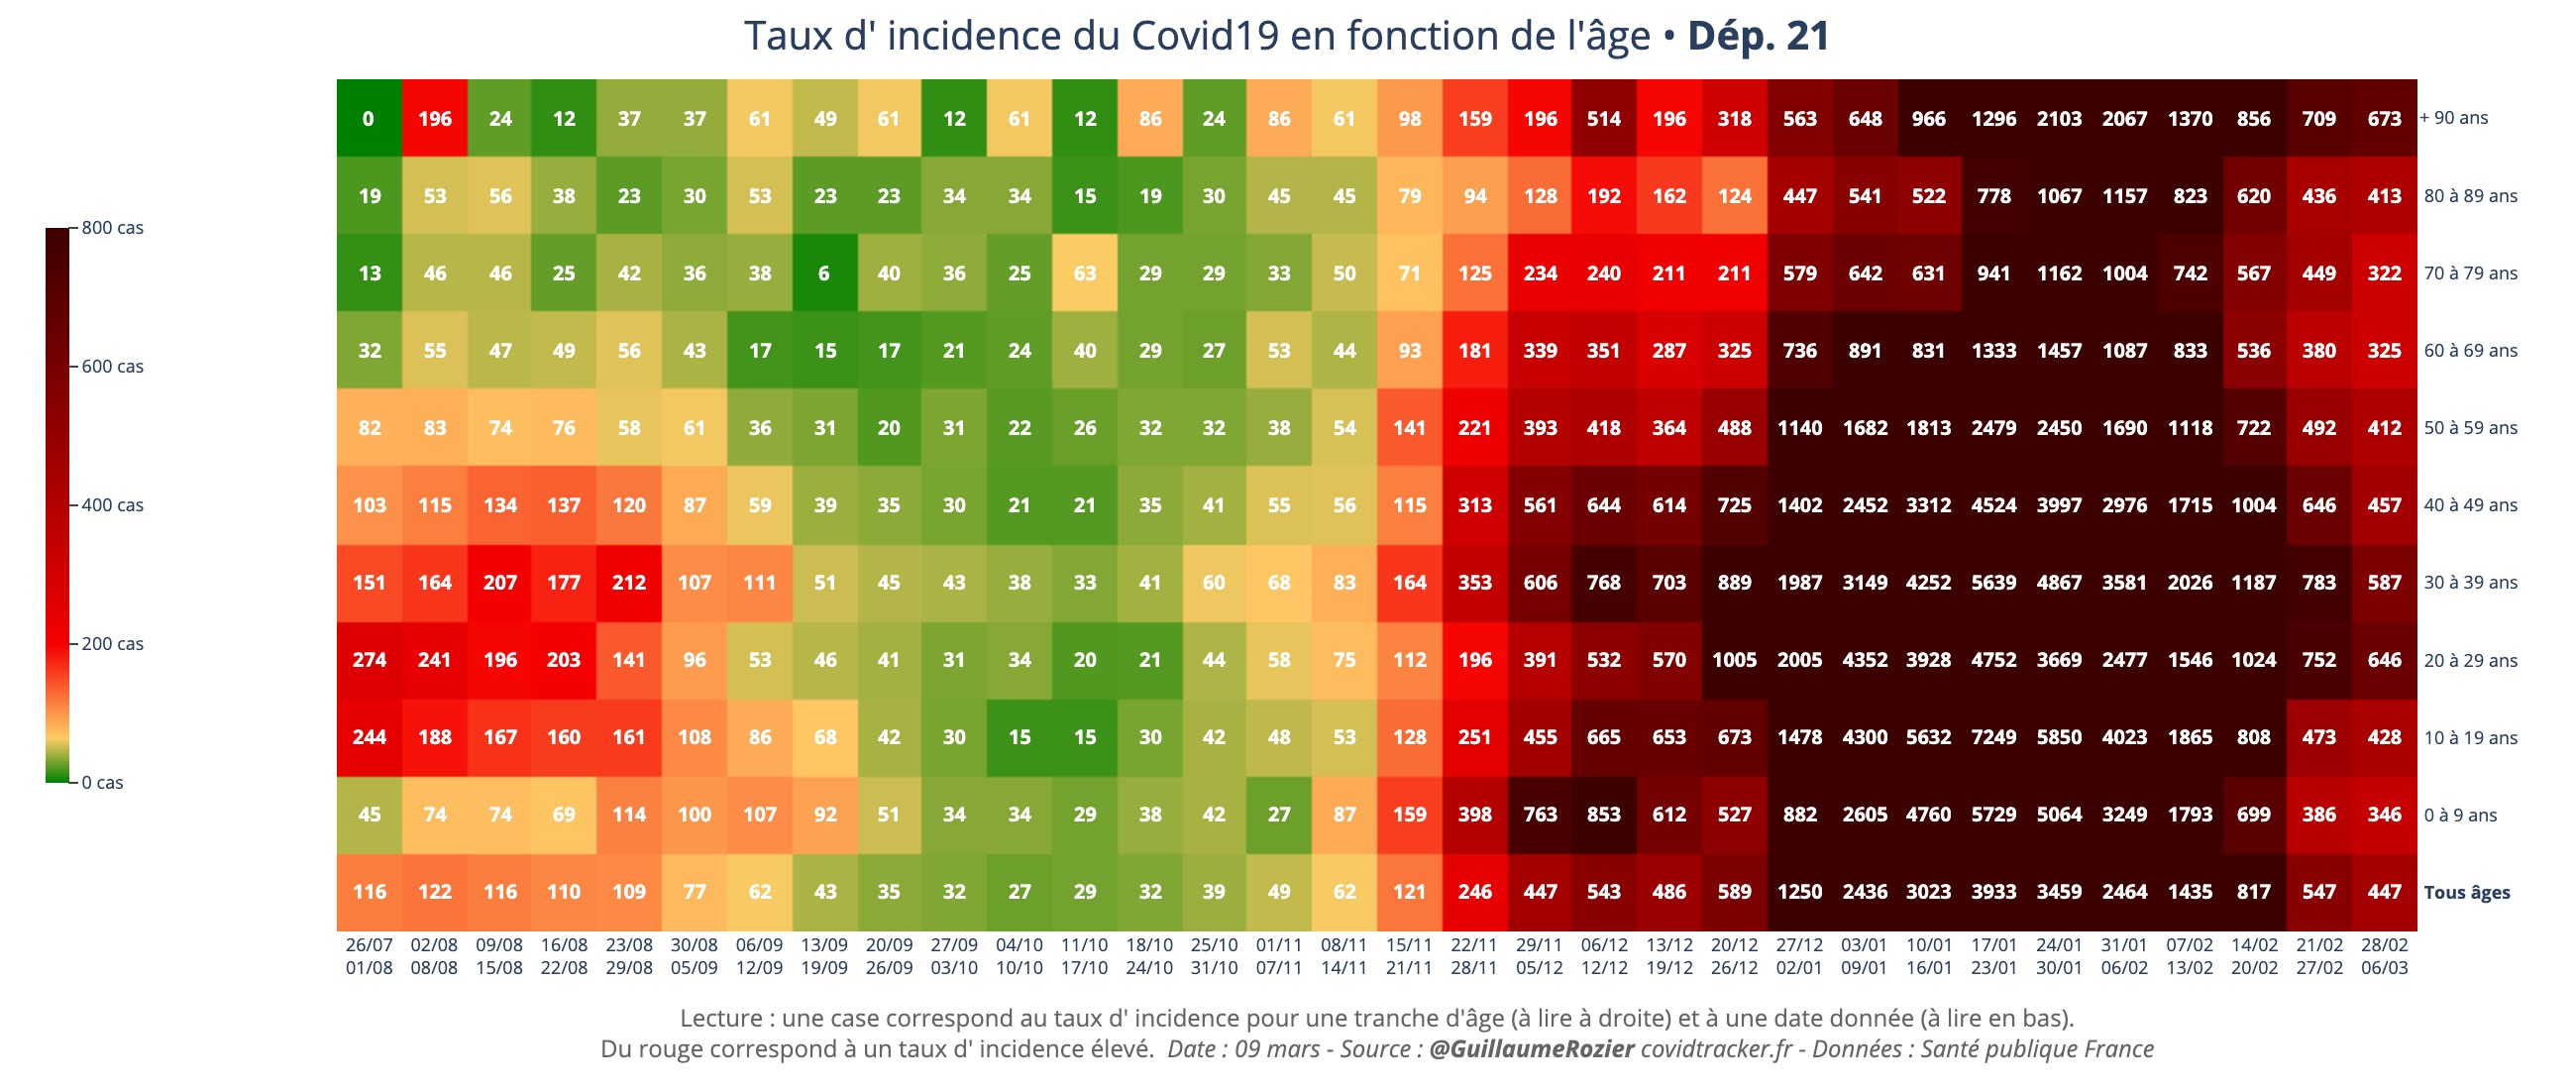 Taux d' incidence du Covid19 en fonction de l'âge • Dép. 21
0 196 24 12 37 37 61 49 61 12 61 12 86 24 86 61 98 159 196 514 196 318 563 648 966 1296 2103 2067 1370 856 709 673 + 90 ans
19 53 56 38 23 30 53 23 23 34 34 15 19 30 45 45 79 94 128 192 162 124 447 541 522 778 1067 1157 823 620 436 413 80 à 89 ans
800 cas
13 46 46 25 42 36 38 6 40 36 25 63 29 29 33 50 71 125 234 240 211 211 579 642 631 941 1162 1004 742 567 449 322 70 à 79 ans
32 55 47 49 56 43 17 15 17 21 24 40 29 27 53 44 93 181 339 351 287 325 736 891 831 1333 1457 1087 833 536 380 325 60 à 69 ans
600 cas
82 83 74 76 58 61 36 31 20 31 22 26 32 32 38 54 141 221 393 418 364 488 1140 1682 1813 2479 2450 1690 1118 722 492 412 50 à 59 ans
400 cas
103 115 134 137 120 87 59 39 35 30 21 21 35 41 55 56 115 313 561 644 614 725 1402 2452 3312 4524 3997 2976 1715 1004 646 457 40 à 49 ans
151 164 207 177 212 107 111 51 45 43 38 33 41 60 68 83 164 353 606 768 703 889 1987 3149 4252 5639 4867 3581 2026 1187 783 587 30 à 39 ans
200 cas
274 241 196 203 141 96 53 46 41 31 34 20 21 44 58 75 112 196 391 532 570 1005 2005 4352 3928 4752 3669 2477 1546 1024 752 646 20 à 29 ans
244 188 167 160 161 108 86 68 42 30 15 15 30 42 48 53 128 251 455 665 653 673 1478 4300 5632 7249 5850 4023 1865 808 473 428 10 à 19 ans
0 cas
45 74 74 69 114 100 107 92 51 34 34 29 38 42 27 87 159 398 763 853 612 527 882 2605 4760 5729 5064 3249 1793 699 386 346 0 à 9 ans
116 122 116 110 109 77 62 43 35 32 27 29 32 39 49 62 121 246 447 543 486 589 1250 2436 3023 3933 3459 2464 1435 817 547 447 Tous âges
26/07 02/08 09/08 16/08 23/08 30/08 06/09 13/09 20/09 27/09 04/10 11/10 18/10 25/10 01/11 08/11 15/11 22/11 29/11 06/12 13/12 20/12 27/12 03/01 10/01 17/01 24/01 31/01 07/02 14/02 21/02 28/02
01/08 08/08 15/08 22/08 29/08 05/09 12/09 19/09 26/09 03/10 10/10 17/10 24/10 31/10 07/11 14/11 21/11 28/11 05/12 12/12 19/12 26/12 02/01 09/01 16/01 23/01 30/01 06/02 13/02 20/02 27/02 06/03
Lecture : une case correspond au taux d' incidence pour une tranche d'âge (à lire à droite) et à une date donnée (à lire en bas).
Du rouge correspond à un taux d' incidence élevé. Date : 09 mars - Source : @GuillaumeRozier covidtracker.fr - Données : Santé publique France